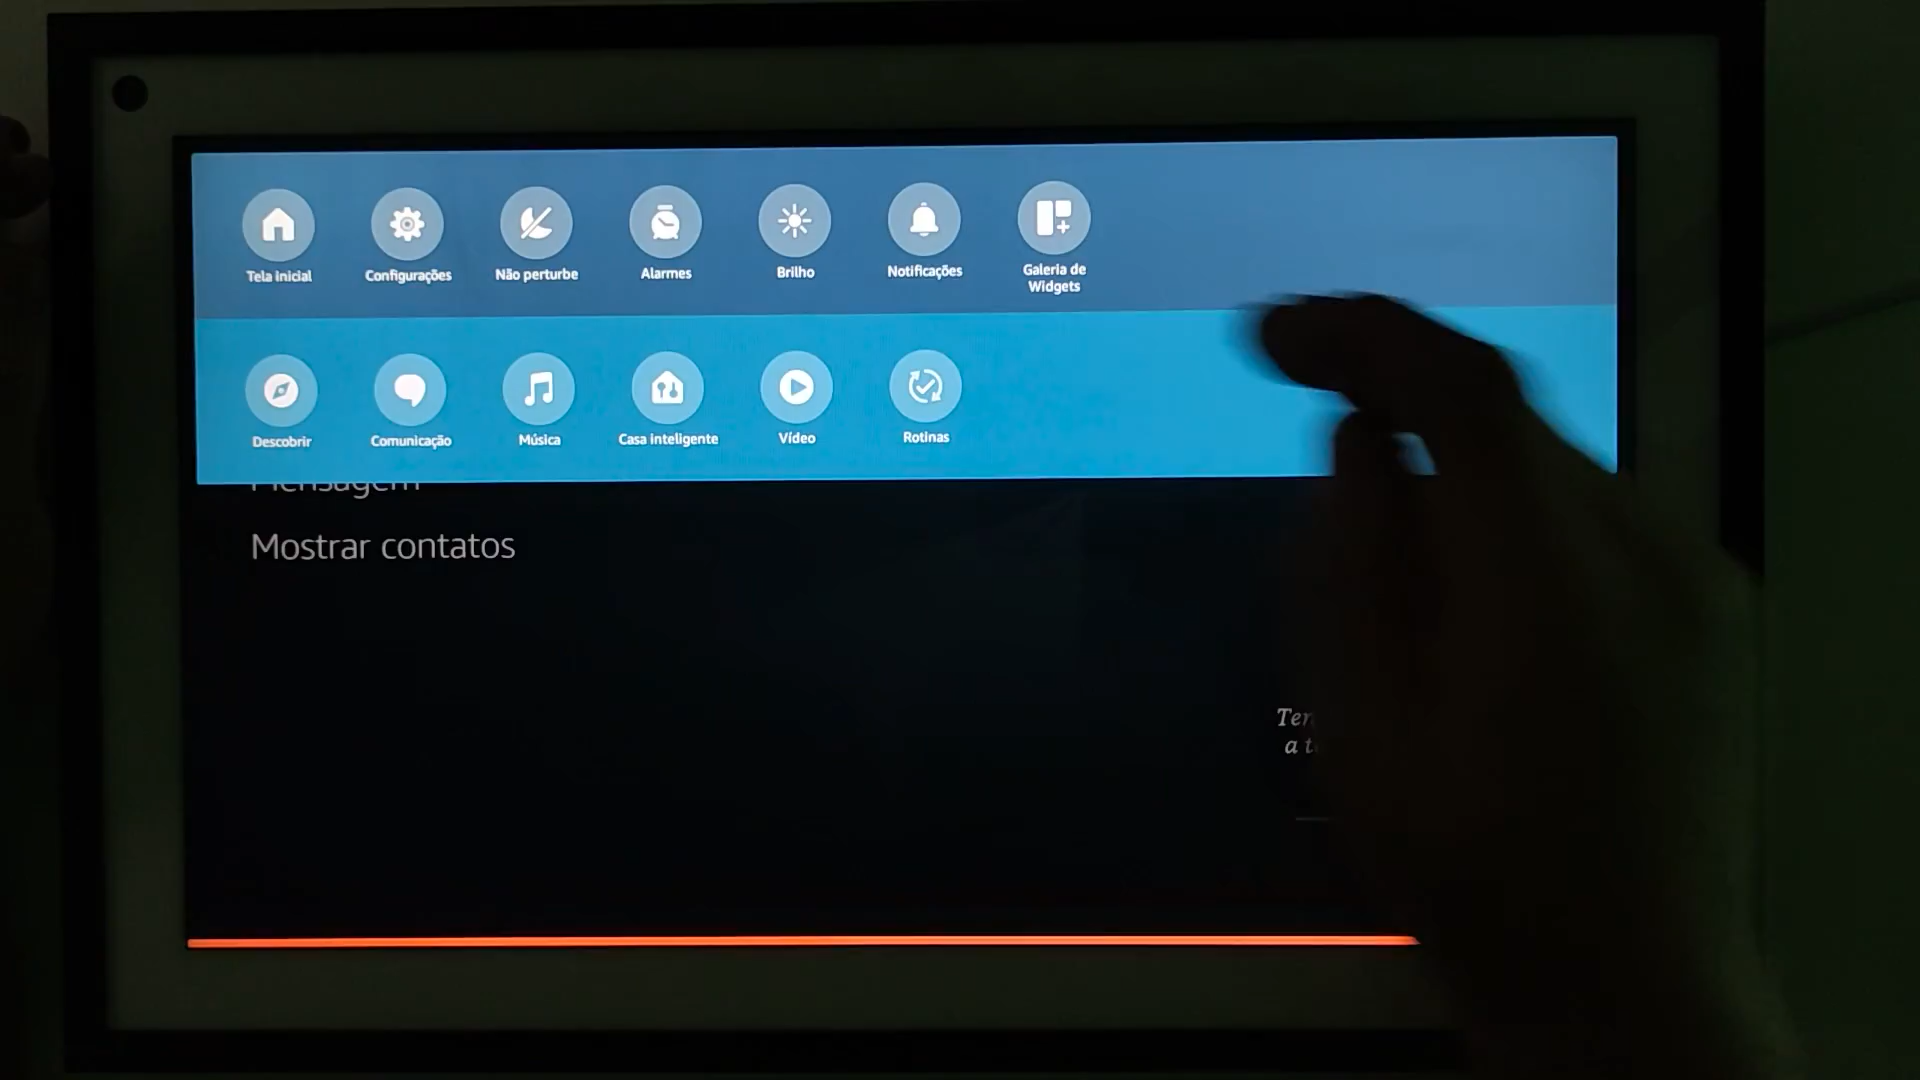 Tela inicial
Configurações
Não perturbe
Alarmes
Brilho
Notificações
Galeria de
Widgets
Descobrir
Comunicação
Música
Casa inteligente
Vídeo
Rotinas
Mensagem
Mostrar contatos